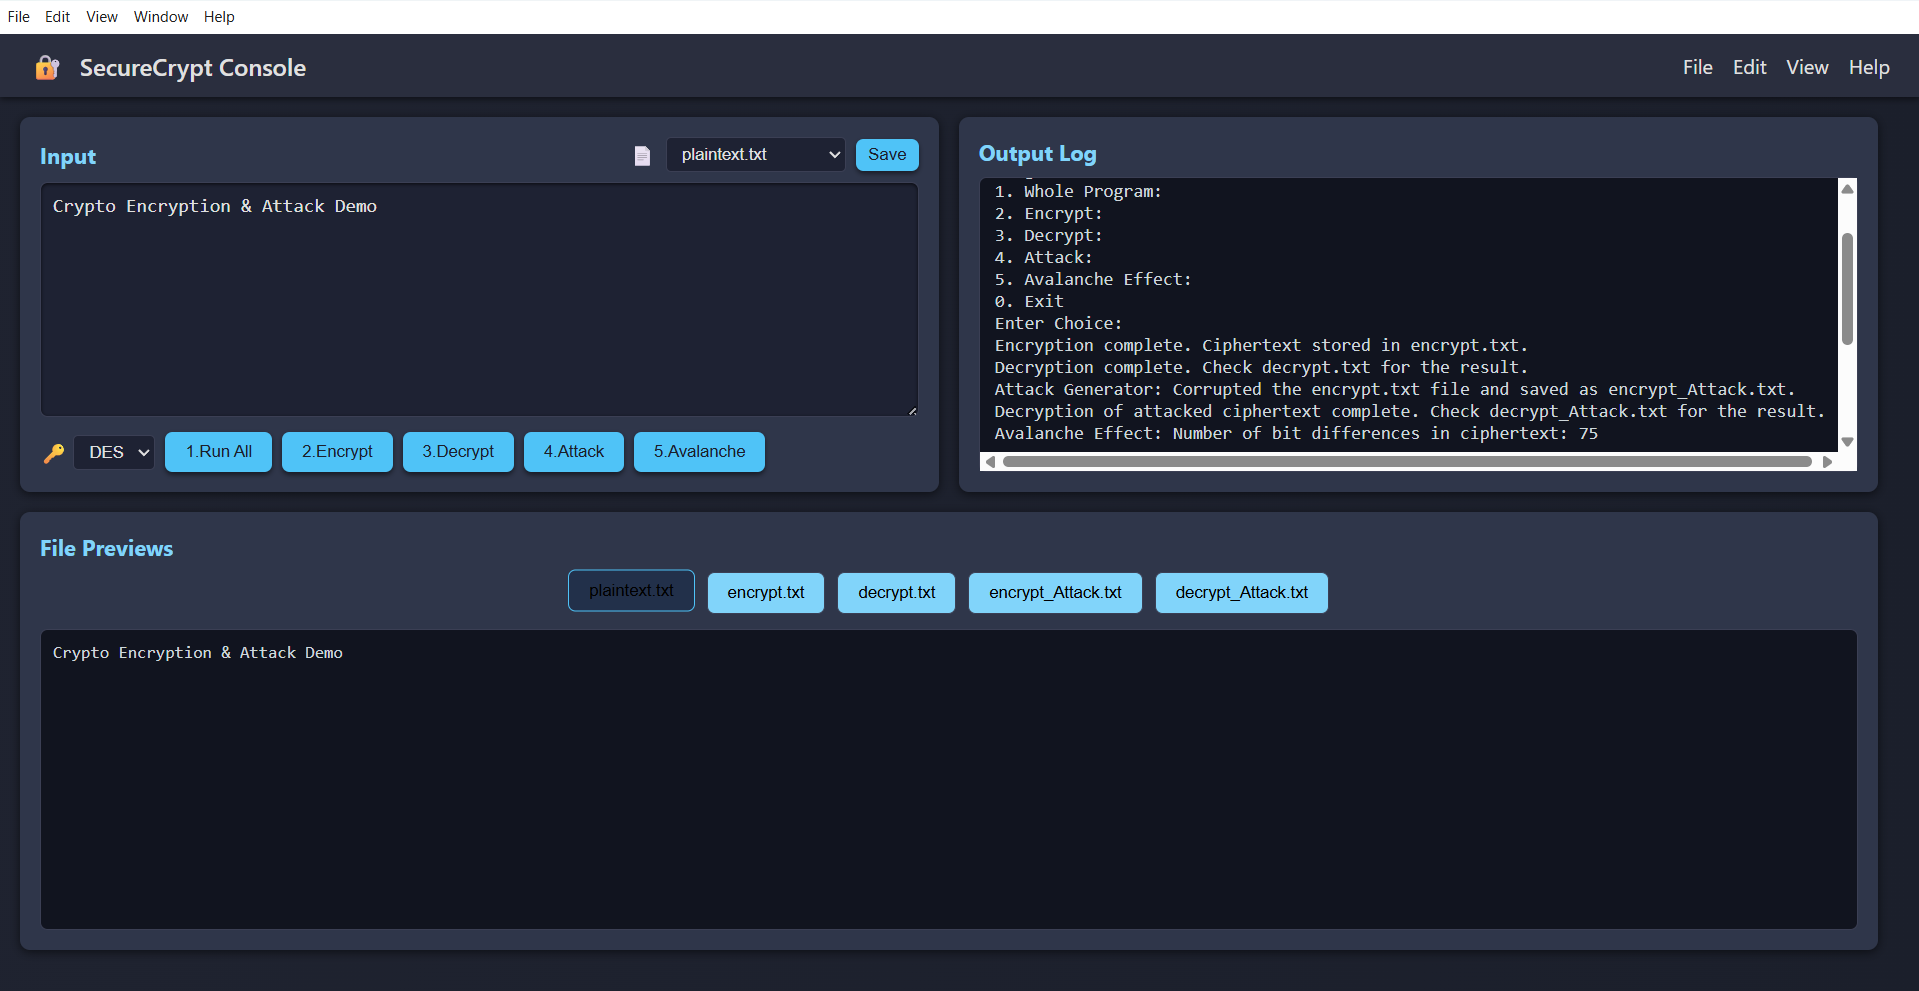 File Edit View Window Help
SecureCrypt Console
File Edit View Help
Input
plaintext.txt
Save
Crypto Encryption & Attack Demo
DES
1.Run All
2.Encrypt
3.Decrypt
4.Attack
5.Avalanche
Output Log
1. Whole Program:
2. Encrypt:
3. Decrypt:
4. Attack:
5. Avalanche Effect:
0. Exit
Enter Choice:
Encryption complete. Ciphertext stored in encrypt.txt.
Decryption complete. Check decrypt.txt for the result.
Attack Generator: Corrupted the encrypt.txt file and saved as encrypt_Attack.txt.
Decryption of attacked ciphertext complete. Check decrypt_Attack.txt for the result.
Avalanche Effect: Number of bit differences in ciphertext: 75
File Previews
plaintext.txt
encrypt.txt
decrypt.txt
encrypt_Attack.txt
decrypt_Attack.txt
Crypto Encryption & Attack Demo